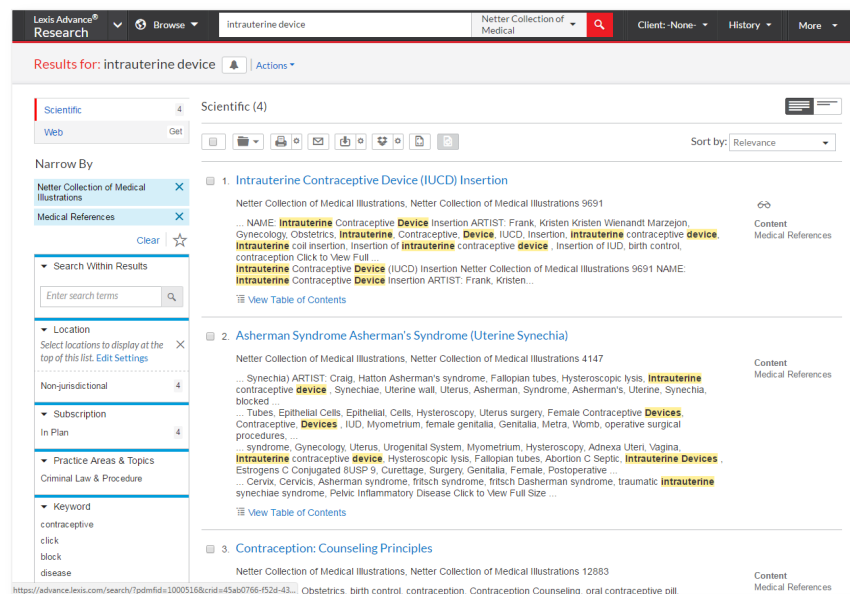 Lexis Advance®
Research
Browse
intrauterine device
Netter Collection of
Medical
Client: -None-
History
More
Results for: intrauterine device
Actions
Scientific 4
Web Get
Narrow By
Netter Collection of Medical
Illustrations
Medical References
Clear
Search Within Results
Enter search terms
Location
Select locations to display at the
top of this list. Edit Settings
Non-jurisdictional 4
Subscription
In Plan 4
Practice Areas & Topics
Criminal Law & Procedure
Keyword
contraceptive
click
block
disease
https://advance.lexis.com/search/?pdmfid=1000516&crid=45ab0766-f52d-43...
Scientific (4)
Sort by: Relevance
1. Intrauterine Contraceptive Device (IUCD) Insertion
Netter Collection of Medical Illustrations, Netter Collection of Medical Illustrations 9691
... NAME: Intrauterine Contraceptive Device Insertion ARTIST: Frank, Kristen Kristen Wienandt Marzejon,
Gynecology, Obstetrics, Intrauterine, Contraceptive, Device, IUCD, Insertion, intrauterine contraceptive device,
Intrauterine coil insertion, Insertion of intrauterine contraceptive device , Insertion of IUD, birth control,
contraception Click to View Full ...
Intrauterine Contraceptive Device (IUCD) Insertion Netter Collection of Medical Illustrations 9691 NAME:
Intrauterine Contraceptive Device Insertion ARTIST: Frank, Kristen...
View Table of Contents
Content
Medical References
2. Asherman Syndrome Asherman's Syndrome (Uterine Synechia)
Netter Collection of Medical Illustrations, Netter Collection of Medical Illustrations 4147
... Synechia) ARTIST: Craig, Hatton Asherman's syndrome, Fallopian tubes, Hysteroscopic lysis, Intrauterine
contraceptive device , Synechiae, Uterine wall, Uterus, Asherman, Syndrome, Asherman's, Uterine, Synechia,
blocked ...
... Tubes, Epithelial Cells, Epithelial, Cells, Hysteroscopy, Uterus surgery, Female Contraceptive Devices,
Contraceptive, Devices , IUD, Myometrium, female genitalia, Genitalia, Metra, Womb, operative surgical
procedures, ...
... syndrome, Gynecology, Uterus, Urogenital System, Myometrium, Hysteroscopy, Adnexa Uteri, Vagina,
Intrauterine contraceptive device, Hysteroscopic lysis, Fallopian tubes, Abortion C Septic, Intrauterine Devices ,
Estrogens C Conjugated 8USP 9, Curettage, Surgery, Genitalia, Female, Postoperative ...
... Cervix, Cervicis, Asherman syndrome, fritsch syndrome, fritsch Dasherman syndrome, traumatic intrauterine
synechiae syndrome, Pelvic Inflammatory Disease Click to View Full Size ...
View Table of Contents
Content
Medical References
3. Contraception: Counseling Principles
Netter Collection of Medical Illustrations, Netter Collection of Medical Illustrations 12883
Obstetrics, birth control, contraception, Contraception Counseling, oral contraceptive pill,
Content
Medical References